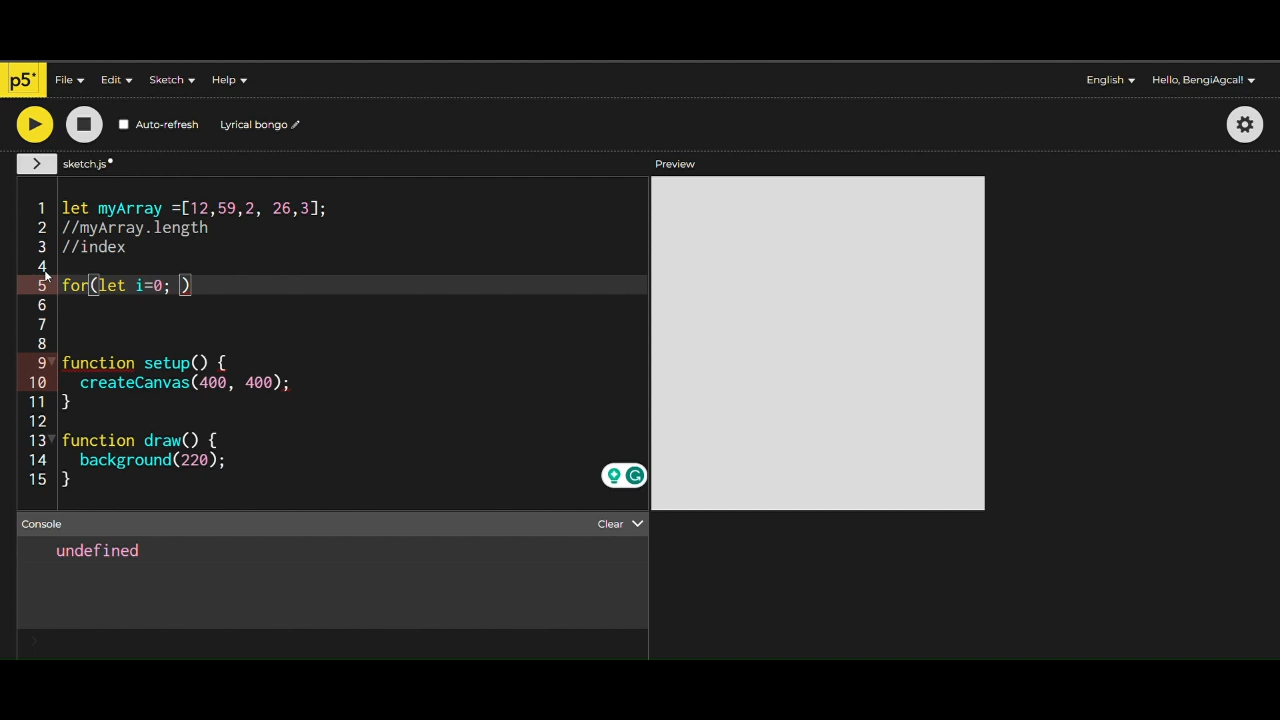 p5*
File Edit Sketch Help English Hello, BengiAgcal!
Auto-refresh Lyrical bongo
> sketch.js Preview
1 let myArray =[12,59,2, 26,3];
2 //myArray.length
3 //index
4
5 for(let i=0; )
6
7
8
9 function setup() {
10 createCanvas(400, 400);
11 }
12
13 function draw() {
14 background(220);
15 }
Console Clear
undefined
>